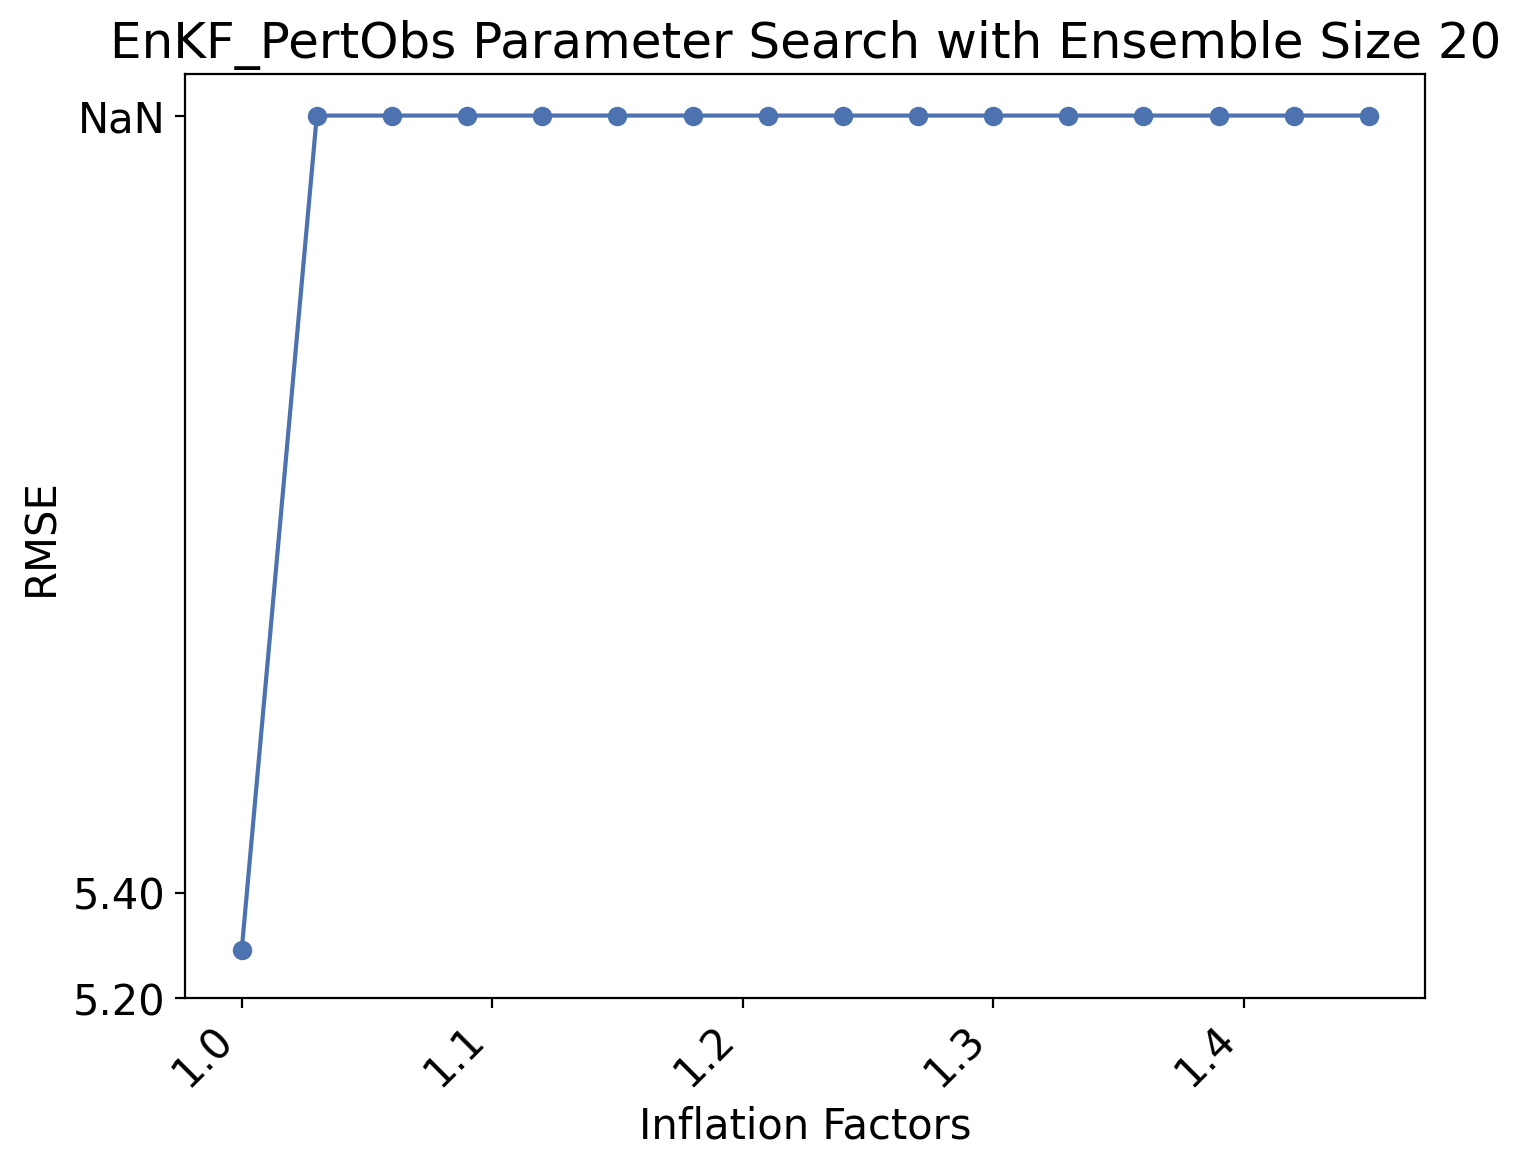 EnKF_PertObs Parameter Search with Ensemble Size 20
NaN
5.40
5.20
RMSE
1.0
1.1
1.2
1.3
1.4
Inflation Factors